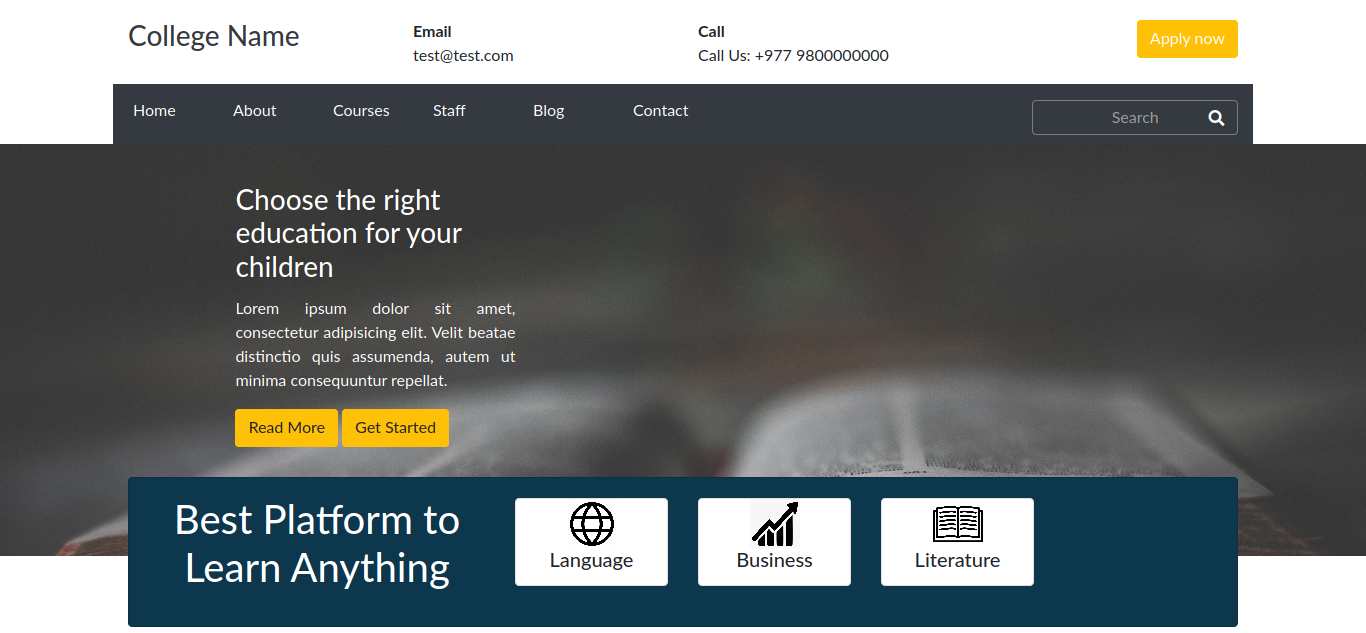 College Name
Email
test@test.com
Call
Call Us: +977 9800000000
Apply now
Home
About
Courses
Staff
Blog
Contact
Search
Choose the right
education for your
children
Lorem ipsum dolor sit amet,
consectetur adipisicing elit. Velit beatae
distinctio quis assumenda, autem ut
minima consequuntur repellat.
Read More
Get Started
Best Platform to
Learn Anything
Language
Business
Literature